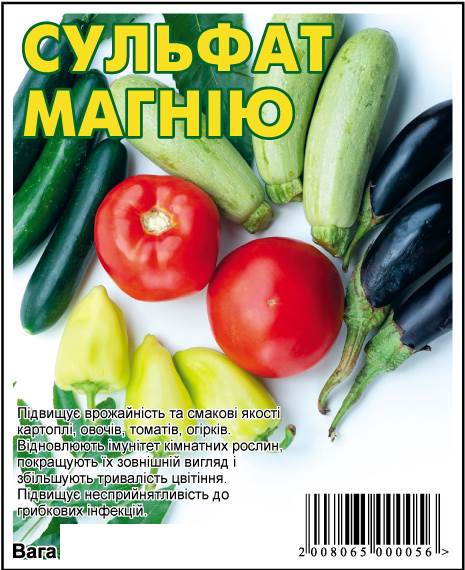 СУЛЬФАТ
МАГНІЮ
Підвищує врожайність та смакові якості
картоплі, овочів, томатів, огірків.
Відновлюють імунітет кімнатних рослин,
покращують їх зовнішній вигляд і
збільшують тривалість цвітіння.
Підвищує несприйнятливість до
грибкових інфекцій.
Вага
2 008065 000056 >